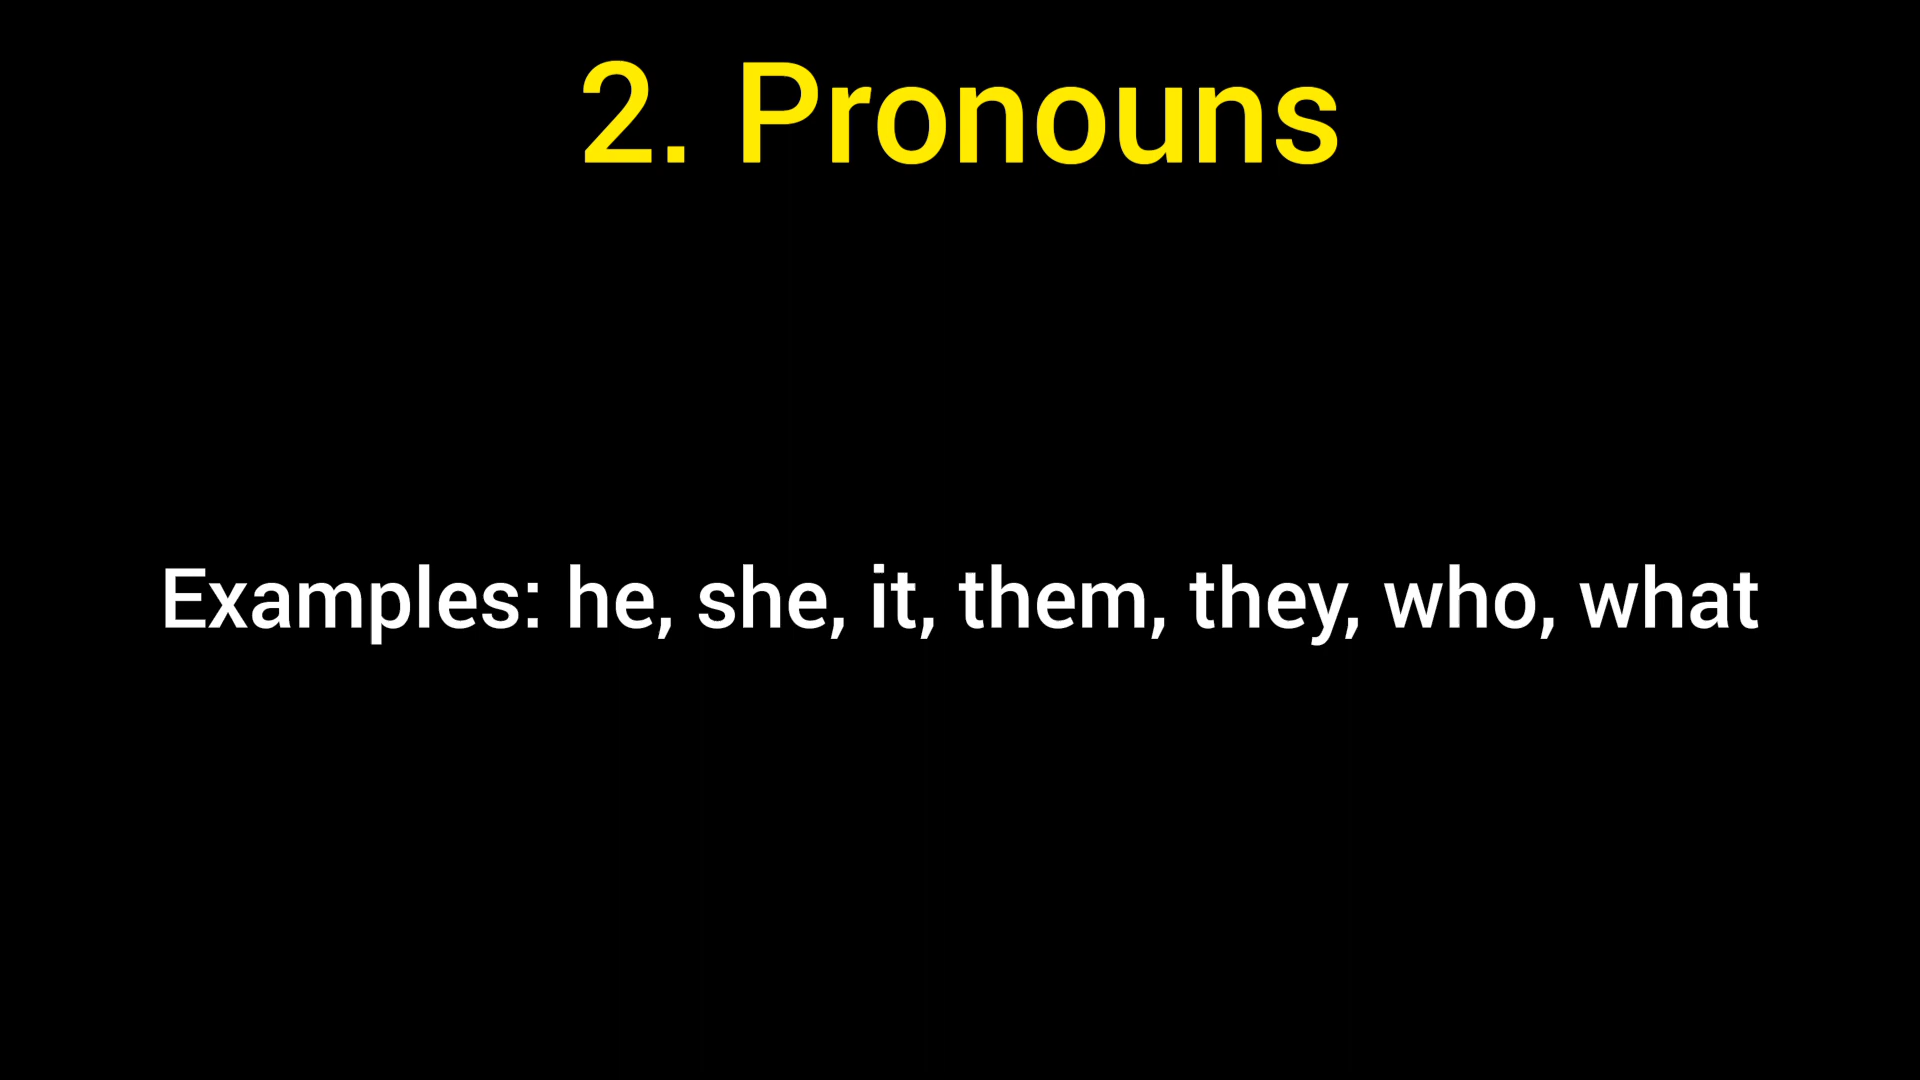 2. Pronouns
Examples: he, she, it, them, they, who, what